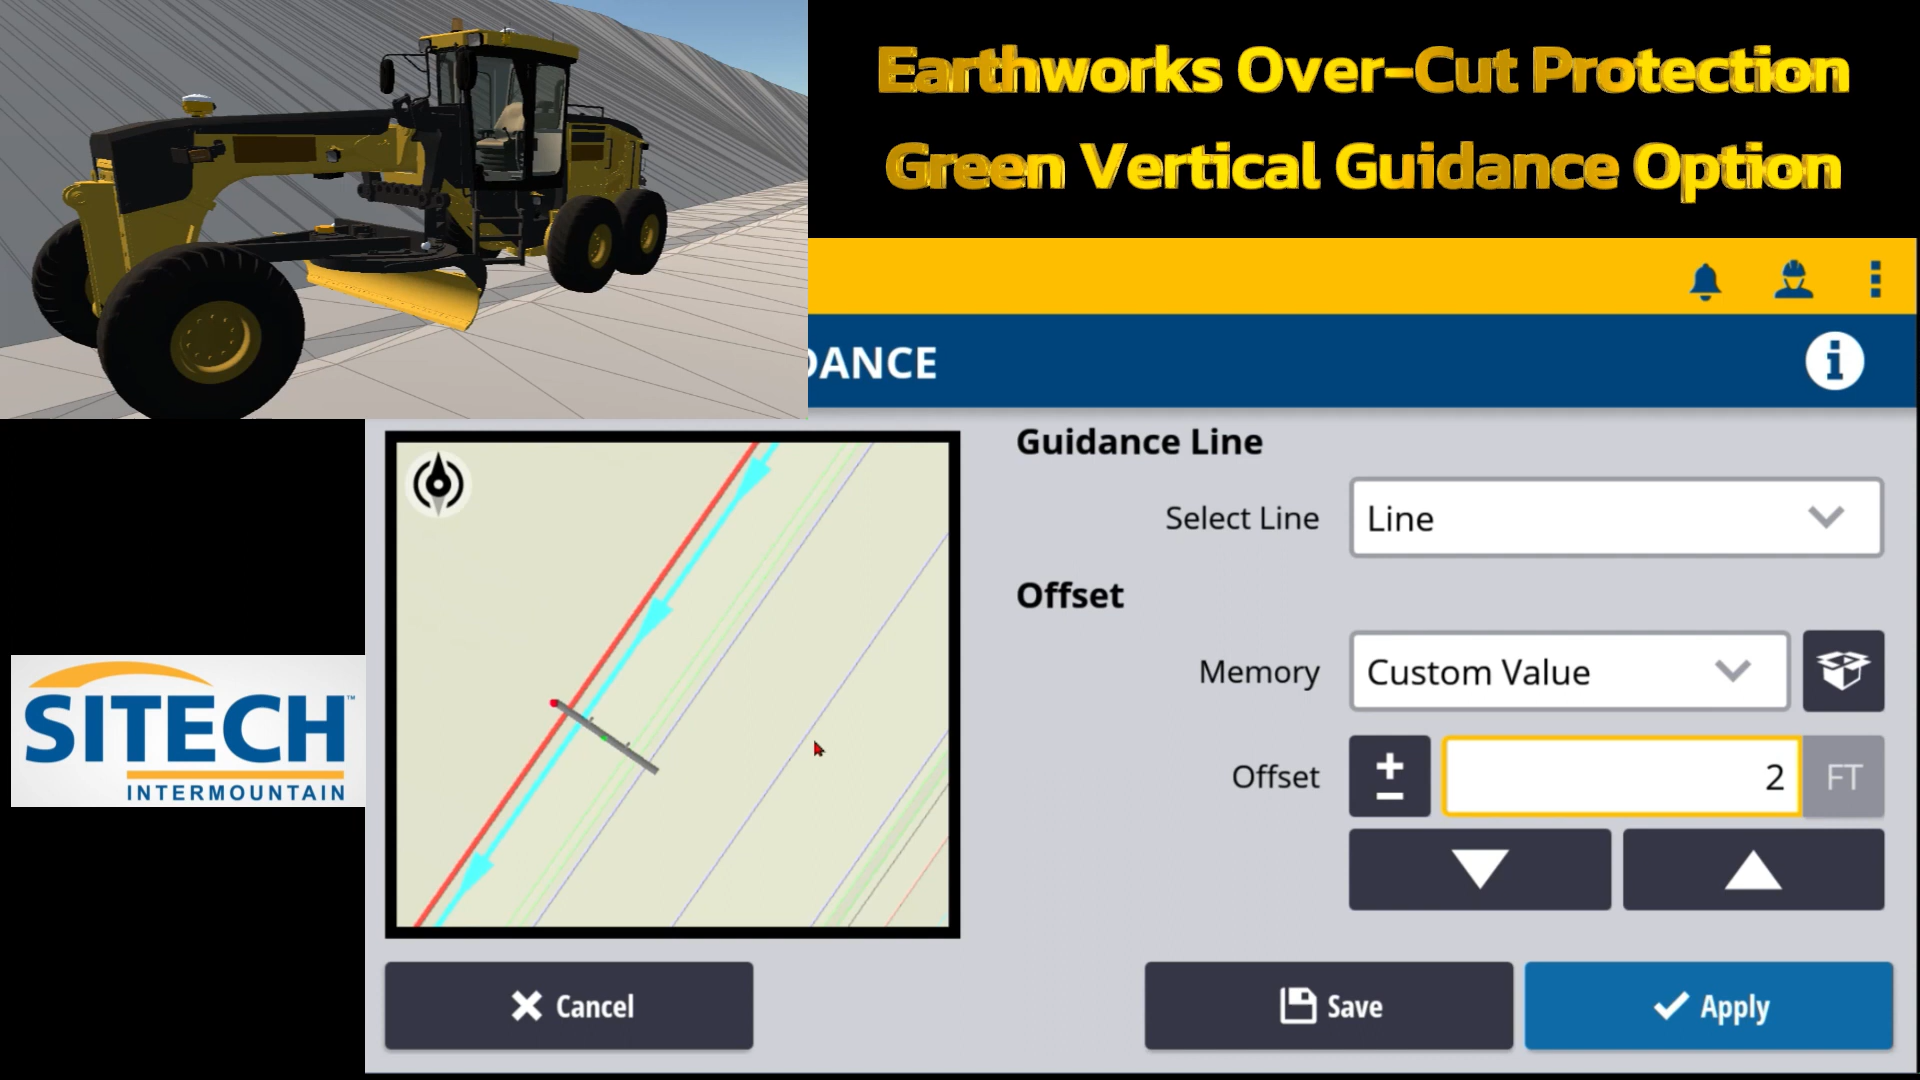 Earthworks Over-Cut Protection
Green Vertical Guidance Option
DANCE
Guidance Line
Select Line
Line
Offset
Memory
Custom Value
Offset
2
FT
SITECH™
INTERMOUNTAIN
Cancel
Save
Apply